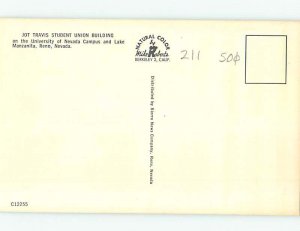 JOT TRAVIS STUDENT UNION BUILDING
on the University of Nevada Campus and Lake
Manzanita, Reno, Nevada.
NATURAL COLOR
by
Mike Roberts
BERKELEY 2, CALIF.
211 50¢
Distributed by Sierra News Company, Reno, Nevada
C12255